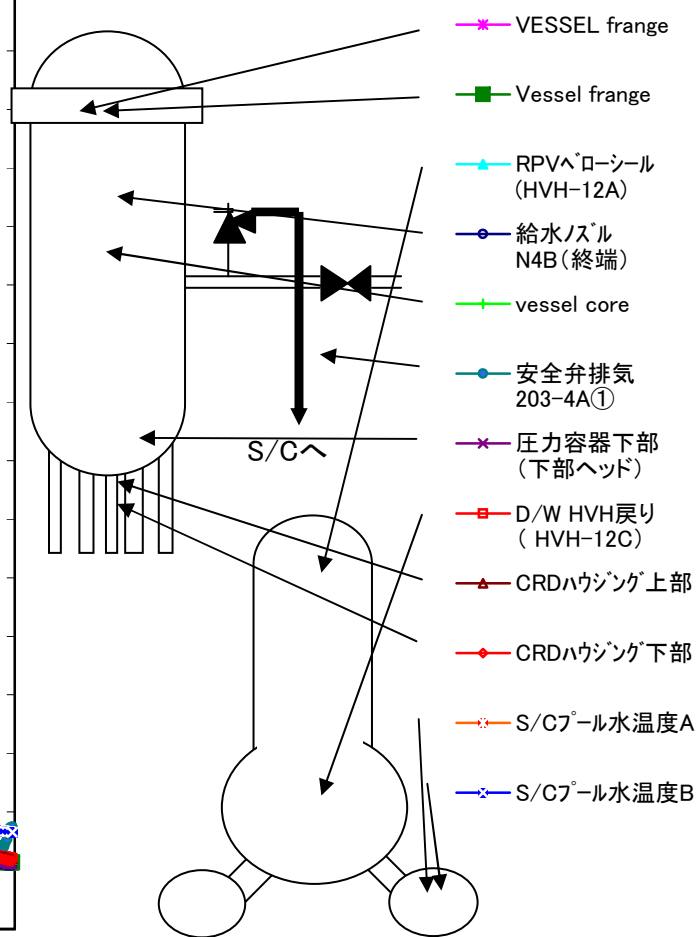 VESSEL frange
Vessel frange
RPVベローシール
(HVH-12A)
給水ノズル
N4B(終端)
vessel core
安全弁排気
203-4A①
S/Cへ
圧力容器下部
(下部ヘッド)
D/W HVH戻り
( HVH-12C)
CRDハウジング上部
CRDハウジング下部
S/Cプール水温度A
S/Cプール水温度B